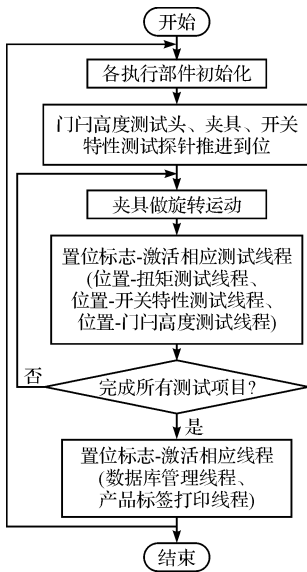 开始
各执行部件初始化
门闩高度测试头、夹具、开关
特性测试探针推进到位
夹具做旋转运动
置位标志-激活相应测试线程
(位置-扭矩测试线程、
位置-开关特性测试线程、
位置-门闩高度测试线程)
完成所有测试项目?
否
是
置位标志-激活相应线程
(数据库管理线程、
产品标签打印线程)
结束